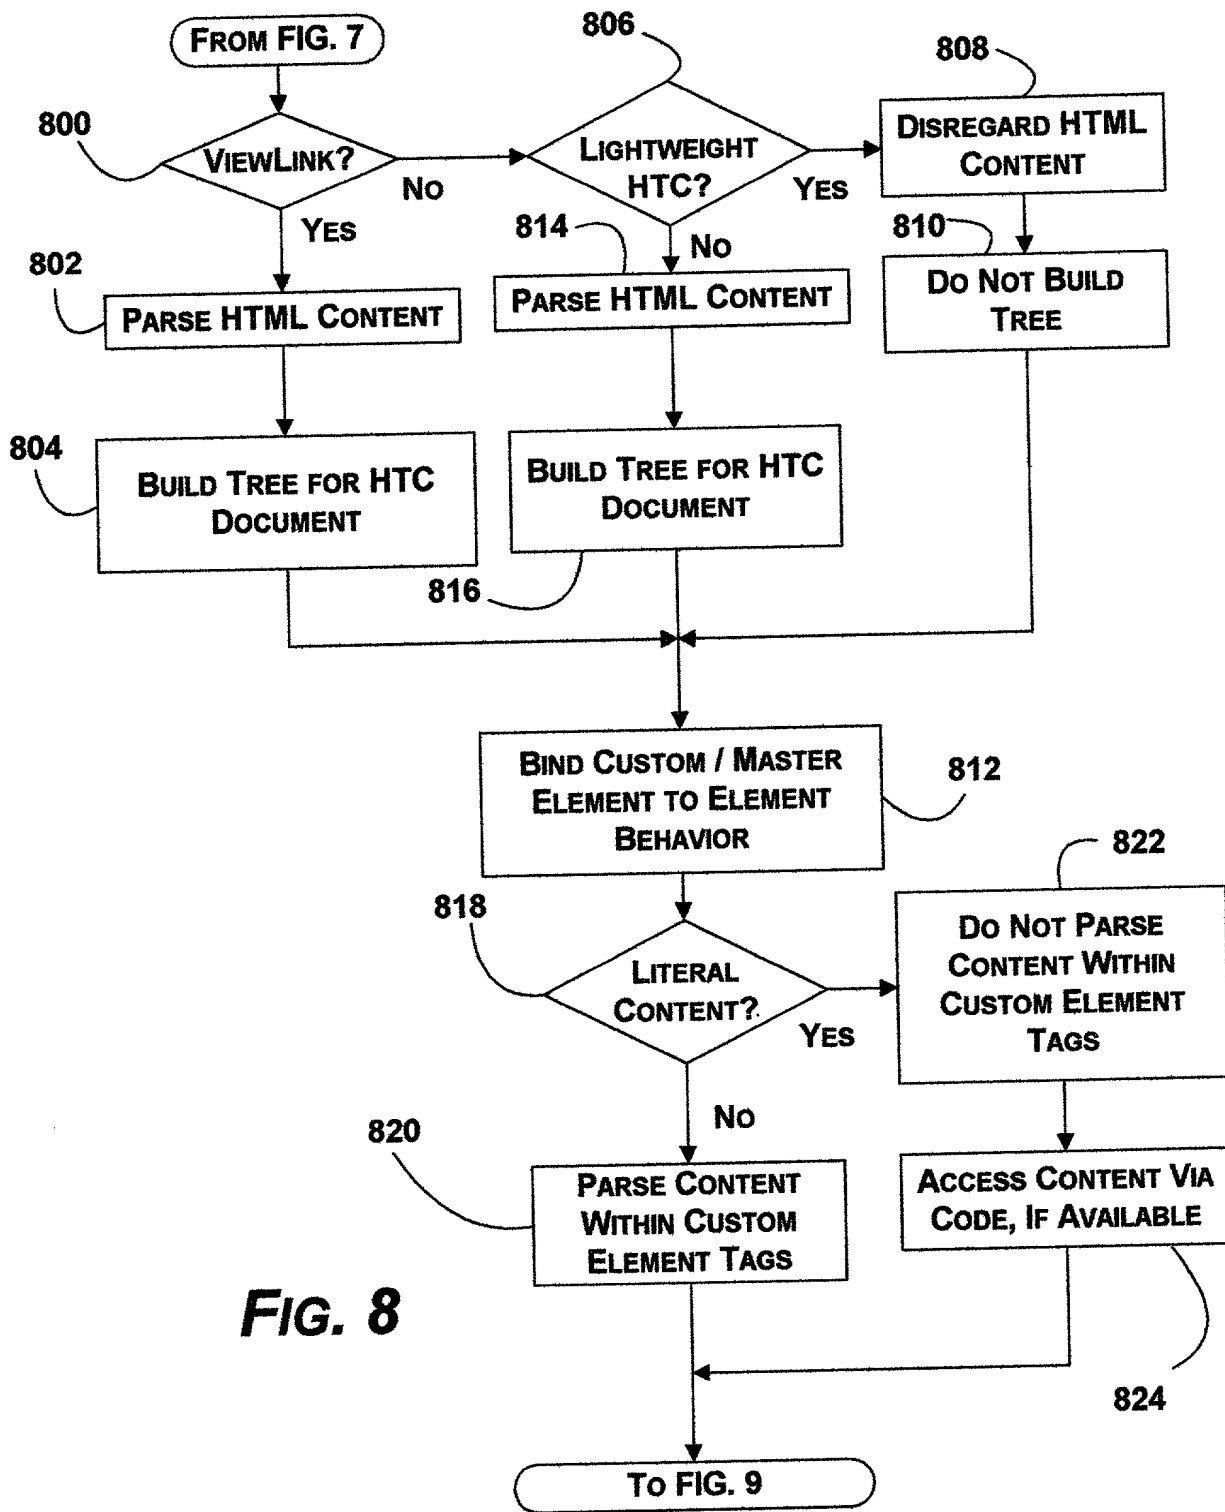 FROM FIG. 7
806
808
800
VIEWLINK?
LIGHTWEIGHT
HTC?
DISREGARD HTML
CONTENT
NO
YES
YES
814
NO
810
802
PARSE HTML CONTENT
PARSE HTML CONTENT
DO NOT BUILD
TREE
804
BUILD TREE FOR HTC
DOCUMENT
BUILD TREE FOR HTC
DOCUMENT
816
BIND CUSTOM / MASTER
ELEMENT TO ELEMENT
BEHAVIOR
812
822
818
LITERAL
CONTENT?
YES
DO NOT PARSE
CONTENT WITHIN
CUSTOM ELEMENT
TAGS
NO
820
PARSE CONTENT
WITHIN CUSTOM
ELEMENT TAGS
ACCESS CONTENT VIA
CODE, IF AVAILABLE
FIG. 8
824
TO FIG. 9